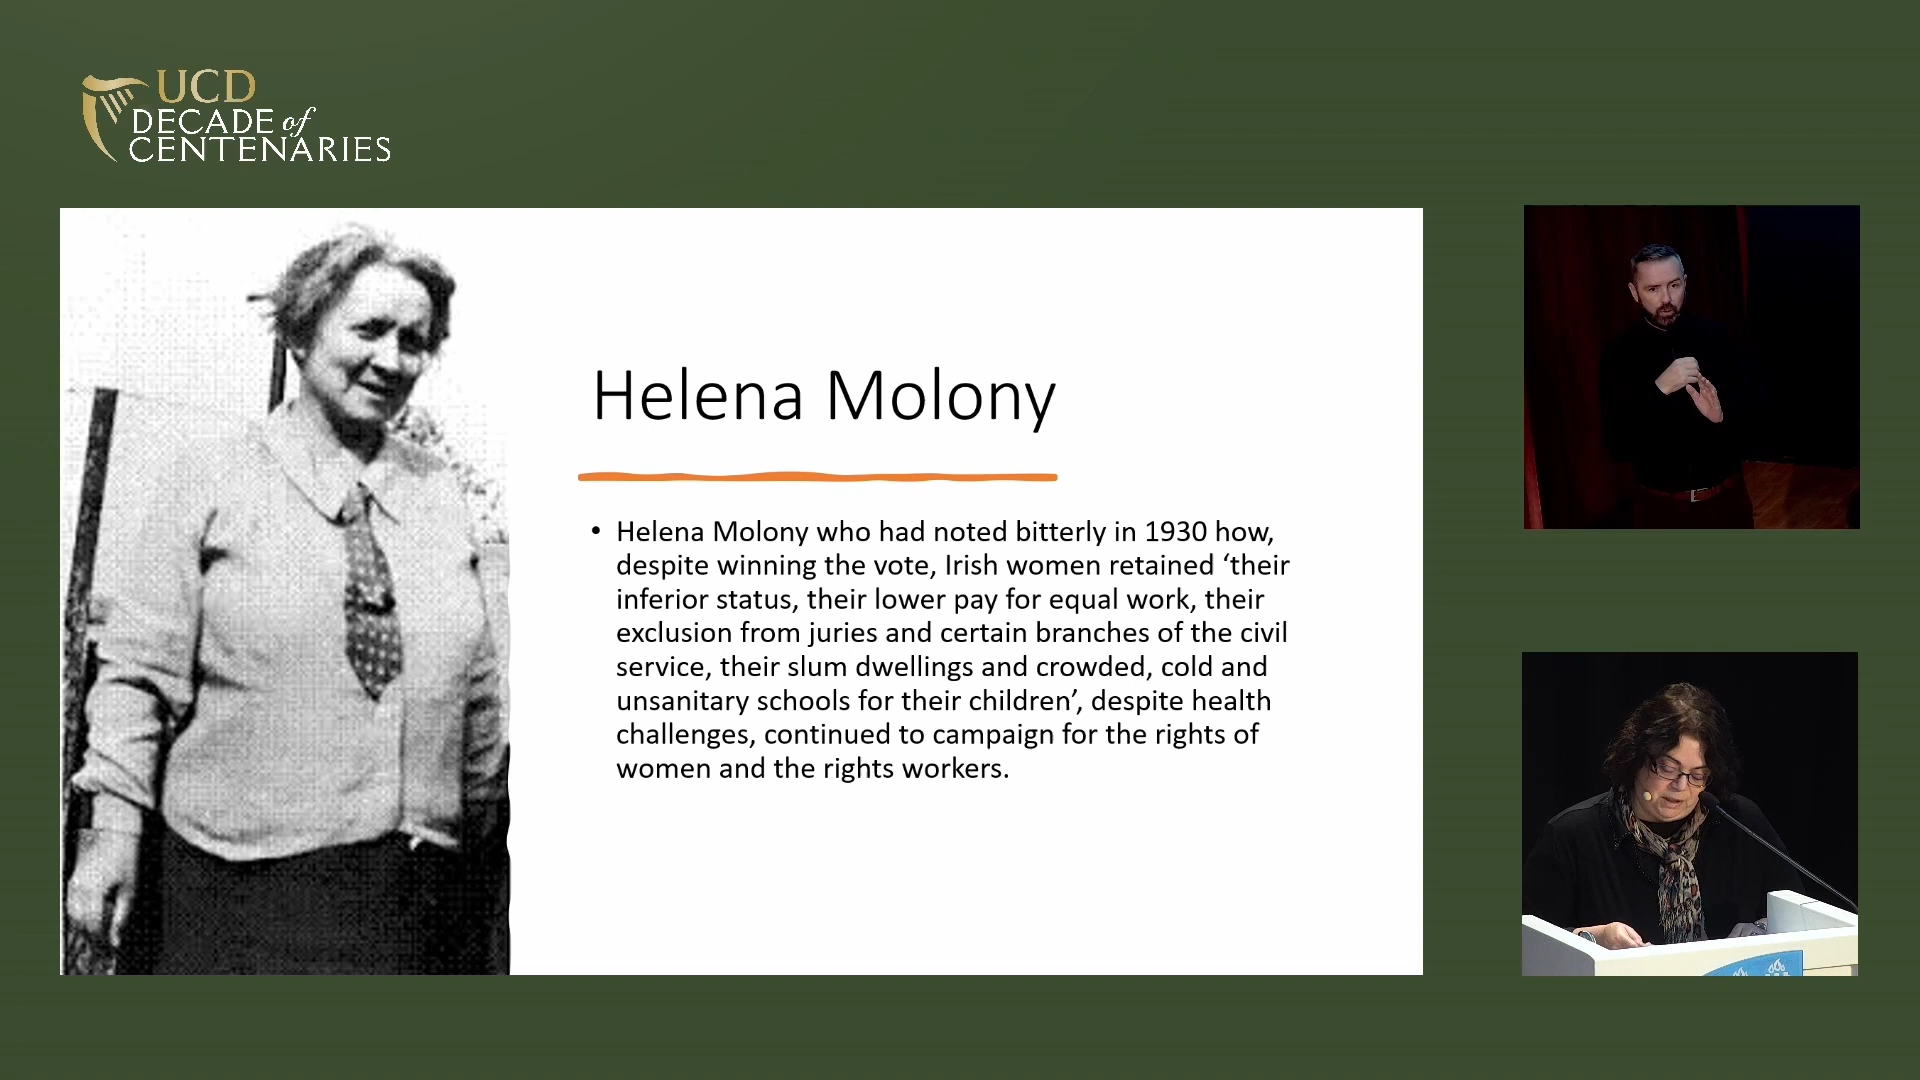 UCD
DECADE of
CENTENARIES
Helena Molony
• Helena Molony who had noted bitterly in 1930 how,
despite winning the vote, Irish women retained ‘their
inferior status, their lower pay for equal work, their
exclusion from juries and certain branches of the civil
service, their slum dwellings and crowded, cold and
unsanitary schools for their children’, despite health
challenges, continued to campaign for the rights of
women and the rights workers.